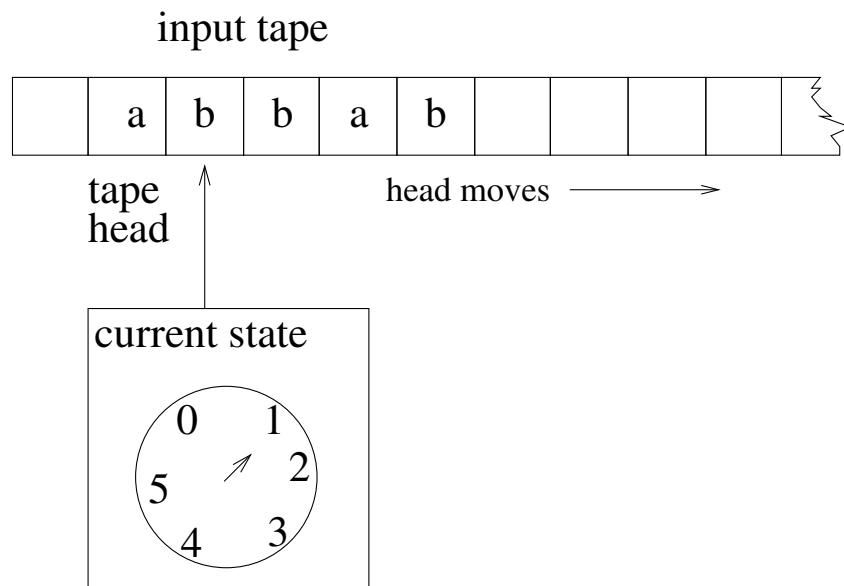 input tape
a b b a b
tape
head
head moves
current state
0 1
5 2
4 3